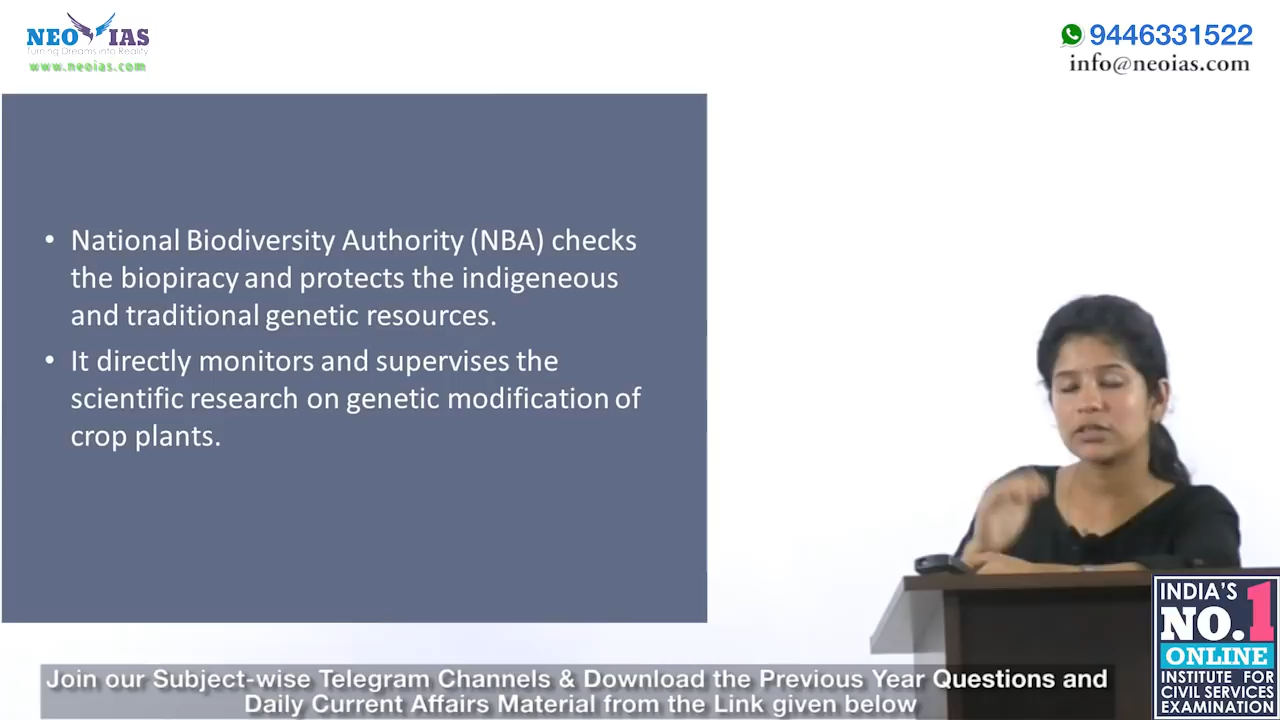 NEO IAS
Turning Dreams into Reality
www.neoias.com
9446331522
info@neoias.com
• National Biodiversity Authority (NBA) checks
the biopiracy and protects the indigeneous
and traditional genetic resources.
• It directly monitors and supervises the
scientific research on genetic modification of
crop plants.
INDIA'S
NO.1
ONLINE
INSTITUTE FOR
CIVIL SERVICES
EXAMINATION
Join our Subject-wise Telegram Channels & Download the Previous Year Questions and
Daily Current Affairs Material from the Link given below